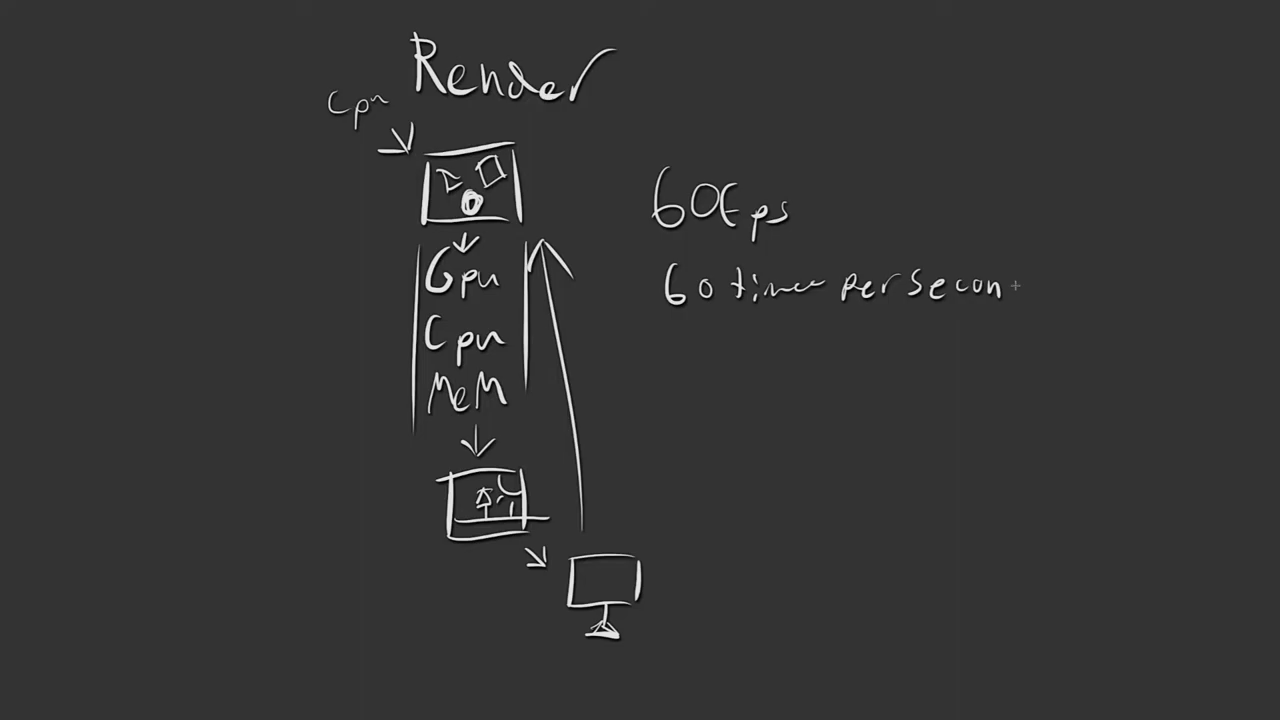 Render
Cpu
60Fps
60 times per secon
Gpu
Cpu
MeM